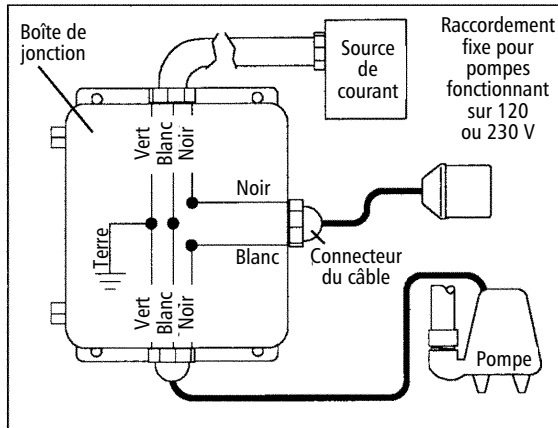 Boîte de
jonction
Source
de
courant
Raccordement
fixe pour
pompes
fonctionnant
sur 120
ou 230 V
Vert
Blanc
Noir
Noir
Terre
Blanc
Connecteur
du câble
Vert
Blanc
Noir
Pompe